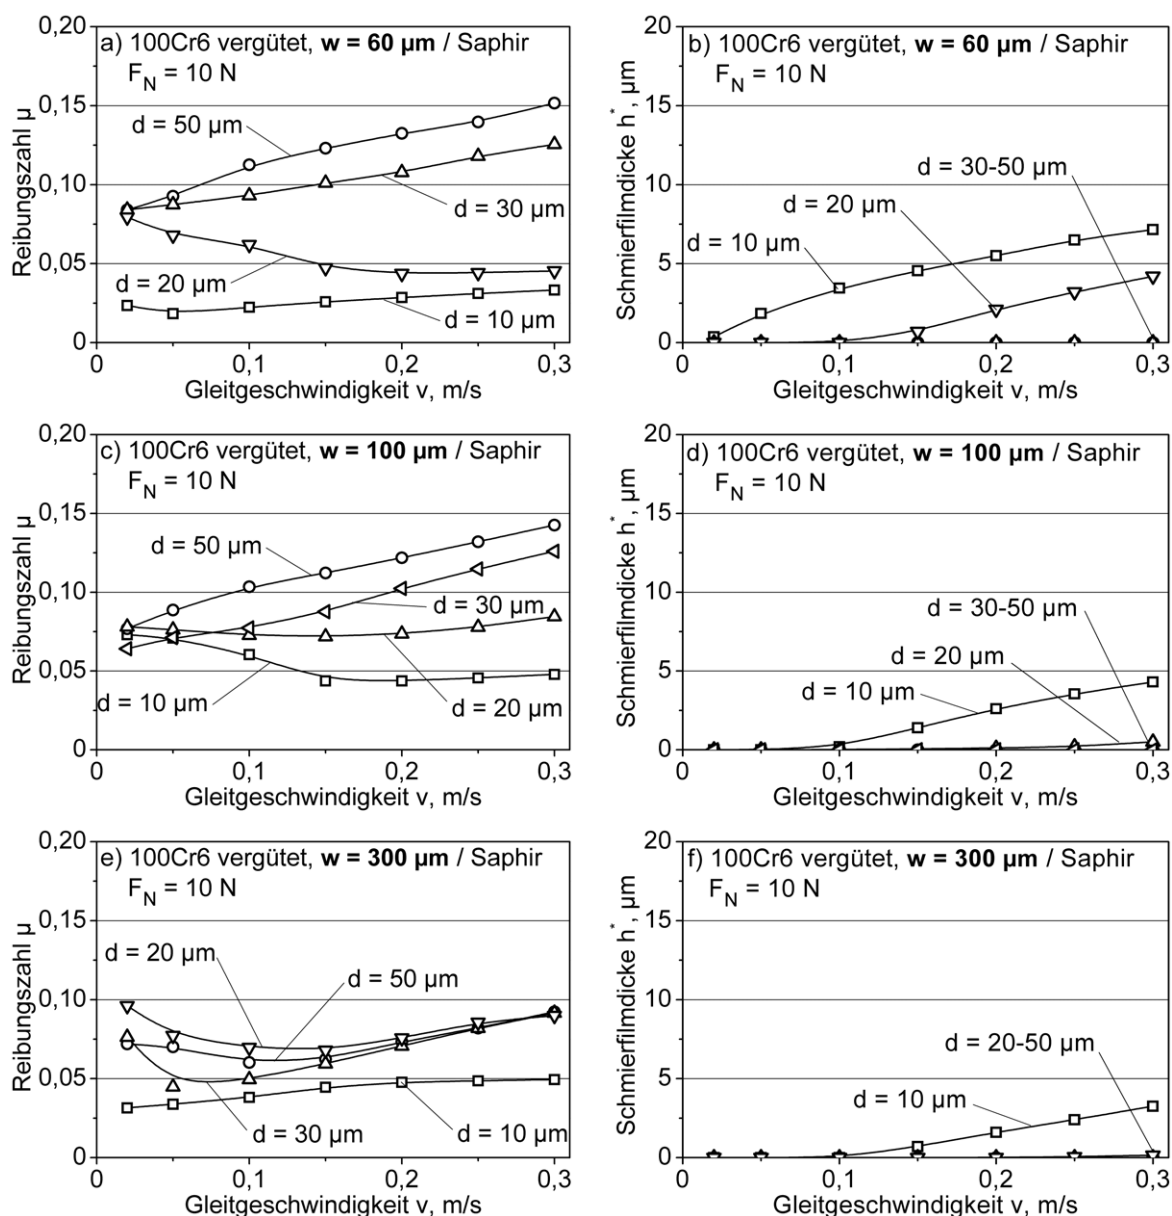 a) 100Cr6 vergütet, w = 60 µm / Saphir
F_N = 10 N
Reibungszahl µ
0,20
0,15
0,10
0,05
0
d = 50 µm
d = 30 µm
d = 20 µm
d = 10 µm
0
0,1
0,2
0,3
Gleitgeschwindigkeit v, m/s
b) 100Cr6 vergütet, w = 60 µm / Saphir
F_N = 10 N
Schmierfilmdicke h*, µm
20
15
10
5
0
d = 30-50 µm
d = 20 µm
d = 10 µm
0
0,1
0,2
0,3
Gleitgeschwindigkeit v, m/s
c) 100Cr6 vergütet, w = 100 µm / Saphir
F_N = 10 N
Reibungszahl µ
0,20
0,15
0,10
0,05
0
d = 50 µm
d = 30 µm
d = 10 µm
d = 20 µm
0
0,1
0,2
0,3
Gleitgeschwindigkeit v, m/s
d) 100Cr6 vergütet, w = 100 µm / Saphir
F_N = 10 N
Schmierfilmdicke h*, µm
20
15
10
5
0
d = 30-50 µm
d = 20 µm
d = 10 µm
0
0,1
0,2
0,3
Gleitgeschwindigkeit v, m/s
e) 100Cr6 vergütet, w = 300 µm / Saphir
F_N = 10 N
Reibungszahl µ
0,20
0,15
0,10
0,05
0
d = 20 µm
d = 50 µm
d = 30 µm
d = 10 µm
0
0,1
0,2
0,3
Gleitgeschwindigkeit v, m/s
f) 100Cr6 vergütet, w = 300 µm / Saphir
F_N = 10 N
Schmierfilmdicke h*, µm
20
15
10
5
0
d = 20-50 µm
d = 10 µm
0
0,1
0,2
0,3
Gleitgeschwindigkeit v, m/s